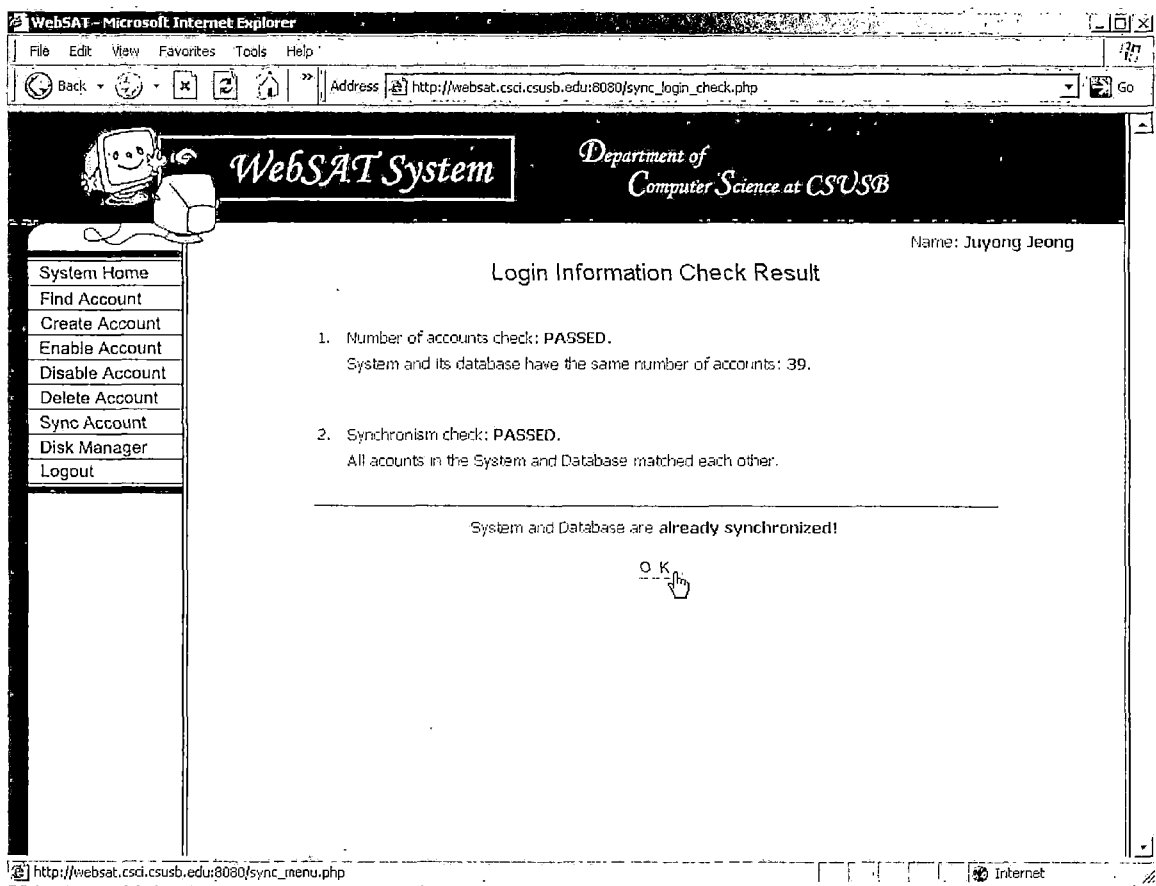 WebSAT - Microsoft Internet Explorer
File Edit View Favorites Tools Help
Back » Address http://websat.csci.csusb.edu:8080/sync_login_check.php Go
WebSAT System
Department of
Computer Science at CSUSB
Name: Juyong Jeong
Login Information Check Result
System Home
Find Account
Create Account
Enable Account
Disable Account
Delete Account
Sync Account
Disk Manager
Logout
1. Number of accounts check: PASSED.
System and its database have the same number of accounts: 39.
2. Synchronism check: PASSED.
All acounts in the System and Database matched each other.
System and Database are already synchronized!
O K
http://websat.csci.csusb.edu:8080/sync_menu.php Internet